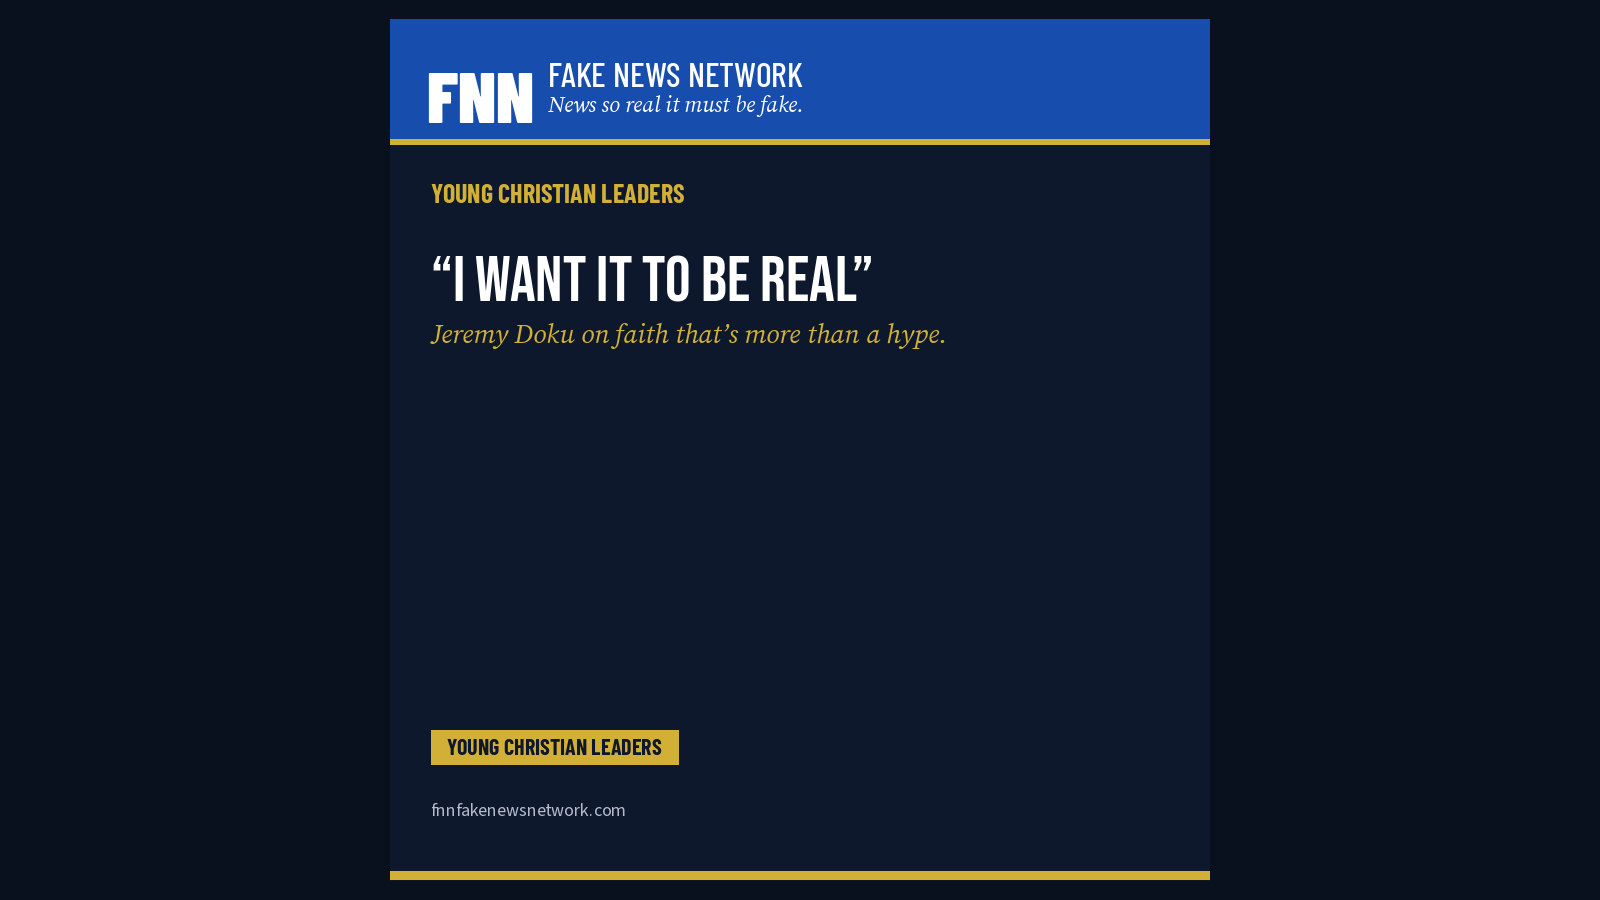 FNN
FAKE NEWS NETWORK
News so real it must be fake.
YOUNG CHRISTIAN LEADERS
“I WANT IT TO BE REAL”
Jeremy Doku on faith that’s more than a hype.
YOUNG CHRISTIAN LEADERS
fnnfakenewsnetwork.com